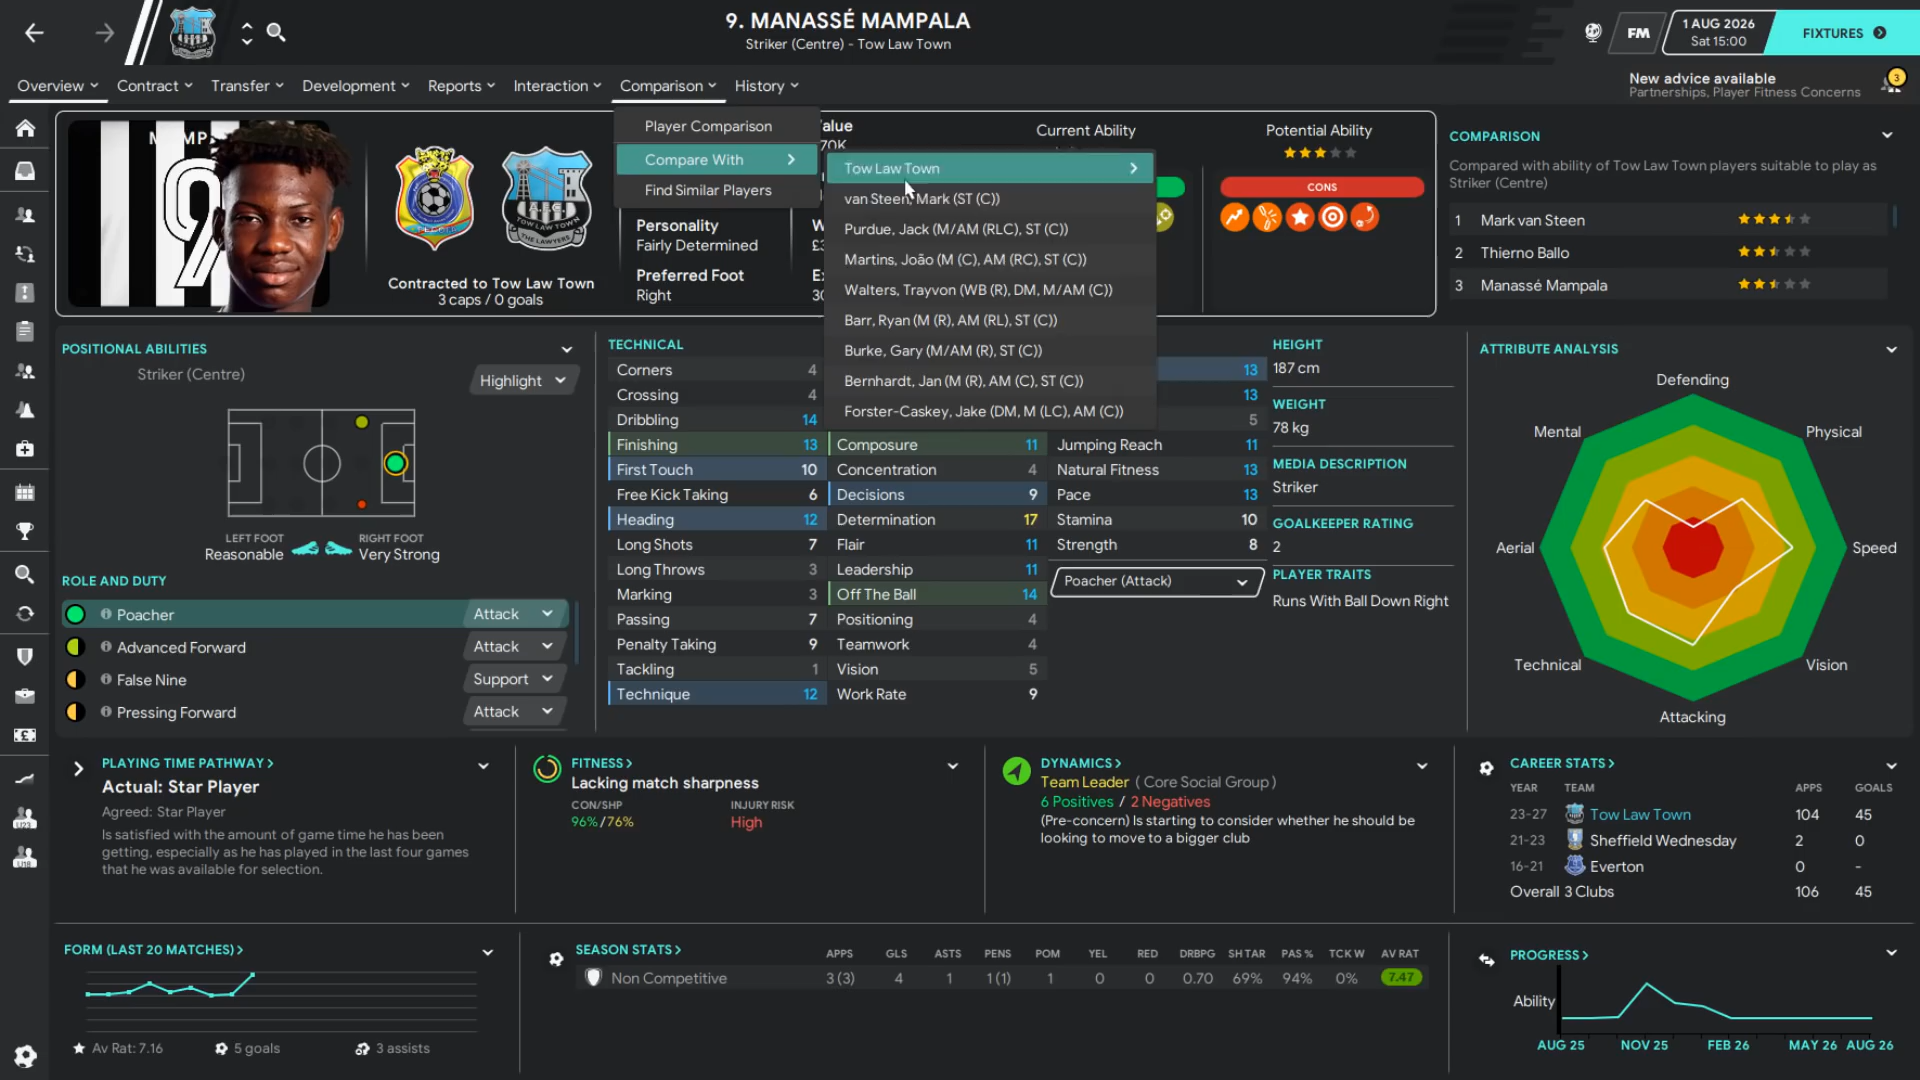 9. MANASSÉ MAMPALA
Striker (Centre) - Tow Law Town
FM
1 AUG 2026
Sat 15:00
FIXTURES
Overview
Contract
Transfer
Development
Reports
Interaction
Comparison
History
New advice available
Partnerships, Player Fitness Concerns
3
Player Comparison
Compare With
Find Similar Players
Tow Law Town
van Steen, Mark (ST (C))
Purdue, Jack (M/AM (RLC), ST (C))
Martins, João (M (C), AM (RC), ST (C))
Walters, Trayvon (WB (R), DM, M/AM (C))
Barr, Ryan (M (R), AM (RL), ST (C))
Burke, Gary (M/AM (R), ST (C))
Bernhardt, Jan (M (R), AM (C), ST (C))
Forster-Caskey, Jake (DM, M (LC), AM (C))
TOW LAW TOWN
THE LAWYERS
Contracted to Tow Law Town
3 caps / 0 goals
Personality
Fairly Determined
Preferred Foot
Right
Current Ability
Potential Ability
CONS
COMPARISON
Compared with ability of Tow Law Town players suitable to play as
Striker (Centre)
1 Mark van Steen
2 Thierno Ballo
3 Manassé Mampala
POSITIONAL ABILITIES
Striker (Centre)
Highlight
LEFT FOOT
Reasonable
RIGHT FOOT
Very Strong
ROLE AND DUTY
Poacher Attack
Advanced Forward Attack
False Nine Support
Pressing Forward Attack
TECHNICAL
Corners 4
Crossing 4
Dribbling 14
Finishing 13
First Touch 10
Free Kick Taking 6
Heading 12
Long Shots 7
Long Throws 3
Marking 3
Passing 7
Penalty Taking 9
Tackling 1
Technique 12
Composure 11
Concentration 4
Decisions 9
Determination 17
Flair 11
Leadership 11
Off The Ball 14
Positioning 4
Teamwork 4
Vision 5
Work Rate 9
13
13
5
Jumping Reach 11
Natural Fitness 13
Pace 13
Stamina 10
Strength 8
Poacher (Attack)
HEIGHT
187 cm
WEIGHT
78 kg
MEDIA DESCRIPTION
Striker
GOALKEEPER RATING
2
PLAYER TRAITS
Runs With Ball Down Right
ATTRIBUTE ANALYSIS
Defending
Physical
Speed
Vision
Attacking
Technical
Aerial
Mental
PLAYING TIME PATHWAY
Actual: Star Player
Agreed: Star Player
Is satisfied with the amount of game time he has been
getting, especially as he has played in the last four games
that he was available for selection.
FITNESS
Lacking match sharpness
CON/SHP
96%/76%
INJURY RISK
High
DYNAMICS
Team Leader ( Core Social Group )
6 Positives / 2 Negatives
(Pre-concern) Is starting to consider whether he should be
looking to move to a bigger club
CAREER STATS
YEAR TEAM APPS GOALS
23-27 Tow Law Town 104 45
21-23 Sheffield Wednesday 2 0
16-21 Everton 0 -
Overall 3 Clubs 106 45
FORM (LAST 20 MATCHES)
Av Rat: 7.16
5 goals
3 assists
SEASON STATS
APPS GLS ASTS PENS POM YEL RED DRBPG SH TAR PAS % TCK W AV RAT
Non Competitive 3 (3) 4 1 1 (1) 1 0 0 0.70 69% 94% 0% 7.47
PROGRESS
Ability
AUG 25 NOV 25 FEB 26 MAY 26 AUG 26